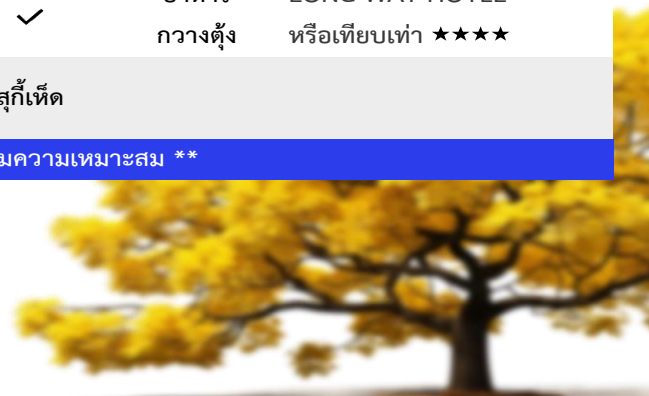 กวางตุ้ง หรือเทียบเท่า ★★★★
สุกี้เห็ด
มความเหมาะสม **